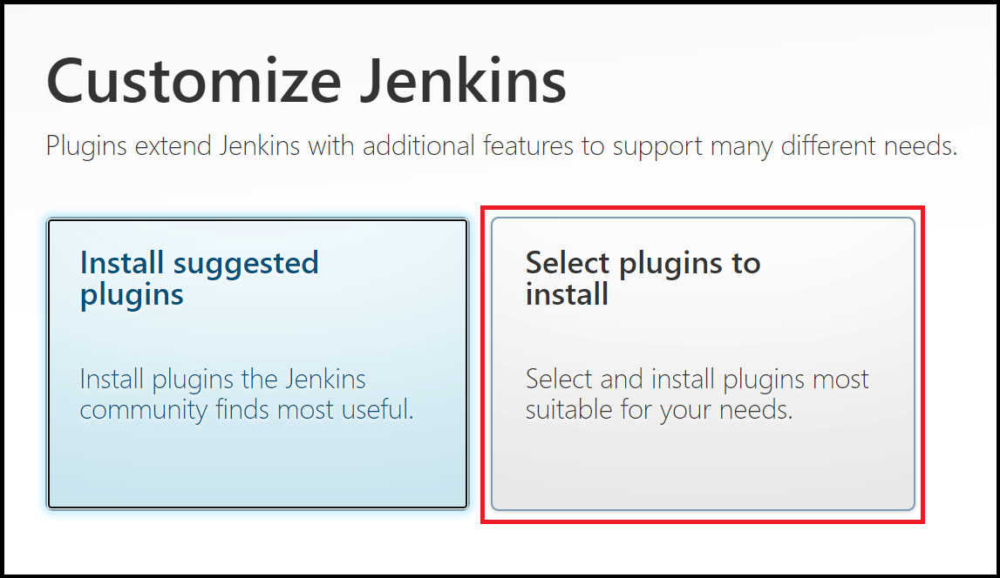 Customize Jenkins
Plugins extend Jenkins with additional features to support many different needs.
Install suggested
plugins
Install plugins the Jenkins
community finds most useful.
Select plugins to
install
Select and install plugins most
suitable for your needs.